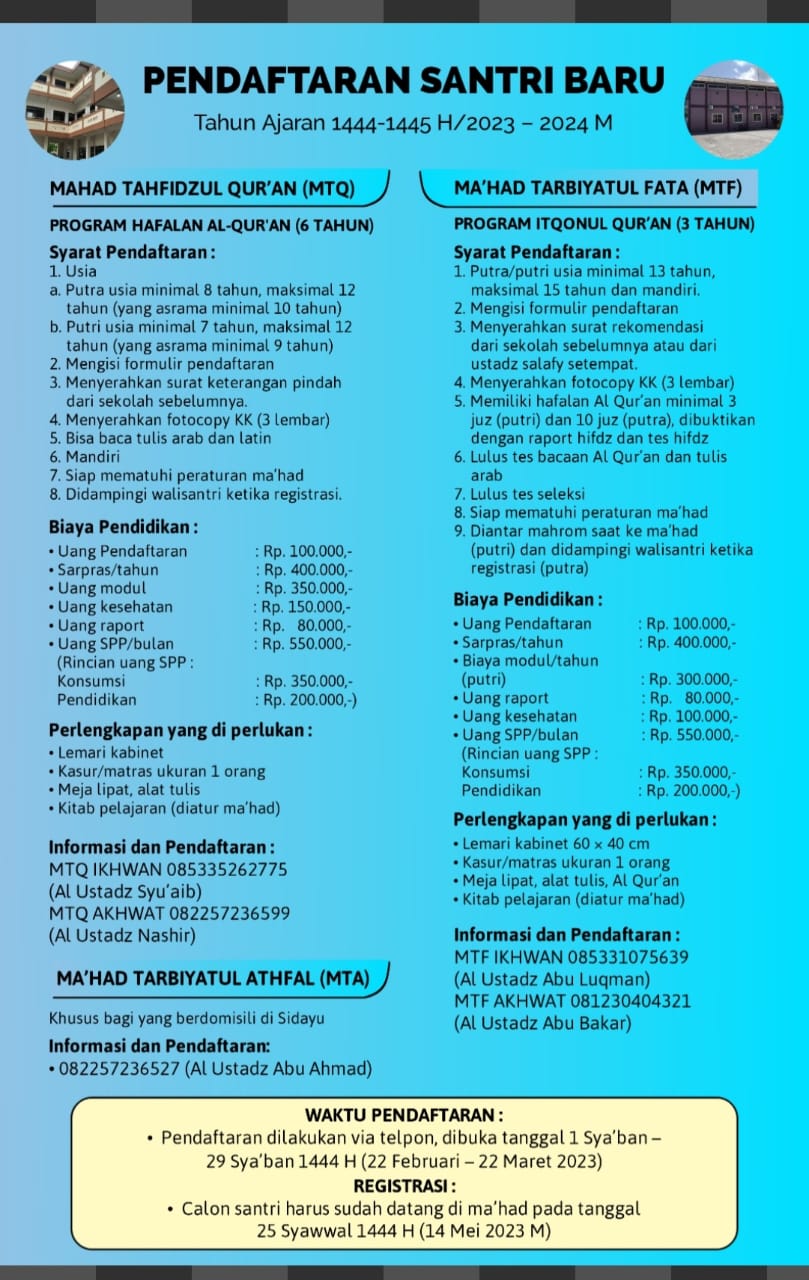 PENDAFTARAN SANTRI BARU
Tahun Ajaran 1444-1445 H/2023 – 2024 M
MAHAD TAHFIDZUL QUR'AN (MTQ)
PROGRAM HAFALAN AL-QUR'AN (6 TAHUN)
Syarat Pendaftaran :
1. Usia
a. Putra usia minimal 8 tahun, maksimal 12
tahun (yang asrama minimal 10 tahun)
b. Putri usia minimal 7 tahun, maksimal 12
tahun (yang asrama minimal 9 tahun)
2. Mengisi formulir pendaftaran
3. Menyerahkan surat keterangan pindah
dari sekolah sebelumnya.
4. Menyerahkan fotocopy KK (3 lembar)
5. Bisa baca tulis arab dan latin
6. Mandiri
7. Siap mematuhi peraturan ma'had
8. Didampingi walisantri ketika registrasi.
Biaya Pendidikan :
• Uang Pendaftaran : Rp. 100.000,-
• Sarpras/tahun : Rp. 400.000,-
• Uang modul : Rp. 350.000,-
• Uang kesehatan : Rp. 150.000,-
• Uang raport : Rp. 80.000,-
• Uang SPP/bulan : Rp. 550.000,-
(Rincian uang SPP :
Konsumsi : Rp. 350.000,-
Pendidikan : Rp. 200.000,-)
Perlengkapan yang di perlukan :
• Lemari kabinet
• Kasur/matras ukuran 1 orang
• Meja lipat, alat tulis
• Kitab pelajaran (diatur ma'had)
Informasi dan Pendaftaran :
MTQ IKHWAN 085335262775
(Al Ustadz Syu'aib)
MTQ AKHWAT 082257236599
(Al Ustadz Nashir)
MA'HAD TARBIYATUL ATHFAL (MTA)
Khusus bagi yang berdomisili di Sidayu
Informasi dan Pendaftaran:
• 082257236527 (Al Ustadz Abu Ahmad)
MA'HAD TARBIYATUL FATA (MTF)
PROGRAM ITQONUL QUR'AN (3 TAHUN)
Syarat Pendaftaran :
1. Putra/putri usia minimal 13 tahun,
maksimal 15 tahun dan mandiri.
2. Mengisi formulir pendaftaran
3. Menyerahkan surat rekomendasi
dari sekolah sebelumnya atau dari
ustadz salafy setempat.
4. Menyerahkan fotocopy KK (3 lembar)
5. Memiliki hafalan Al Qur'an minimal 3
juz (putri) dan 10 juz (putra), dibuktikan
dengan raport hifdz dan tes hifdz
6. Lulus tes bacaan Al Qur'an dan tulis
arab
7. Lulus tes seleksi
8. Siap mematuhi peraturan ma'had
9. Diantar mahrom saat ke ma'had
(putri) dan didampingi walisantri ketika
registrasi (putra)
Biaya Pendidikan :
• Uang Pendaftaran : Rp. 100.000,-
• Sarpras/tahun : Rp. 400.000,-
• Biaya modul/tahun
(putri) : Rp. 300.000,-
• Uang raport : Rp. 80.000,-
• Uang kesehatan : Rp. 100.000,-
• Uang SPP/bulan : Rp. 550.000,-
(Rincian uang SPP :
Konsumsi : Rp. 350.000,-
Pendidikan : Rp. 200.000,-)
Perlengkapan yang di perlukan :
• Lemari kabinet 60 × 40 cm
• Kasur/matras ukuran 1 orang
• Meja lipat, alat tulis, Al Qur'an
• Kitab pelajaran (diatur ma'had)
Informasi dan Pendaftaran :
MTF IKHWAN 085331075639
(Al Ustadz Abu Luqman)
MTF AKHWAT 081230404321
(Al Ustadz Abu Bakar)
WAKTU PENDAFTARAN :
• Pendaftaran dilakukan via telpon, dibuka tanggal 1 Sya'ban –
29 Sya'ban 1444 H (22 Februari – 22 Maret 2023)
REGISTRASI :
• Calon santri harus sudah datang di ma'had pada tanggal
25 Syawwal 1444 H (14 Mei 2023 M)